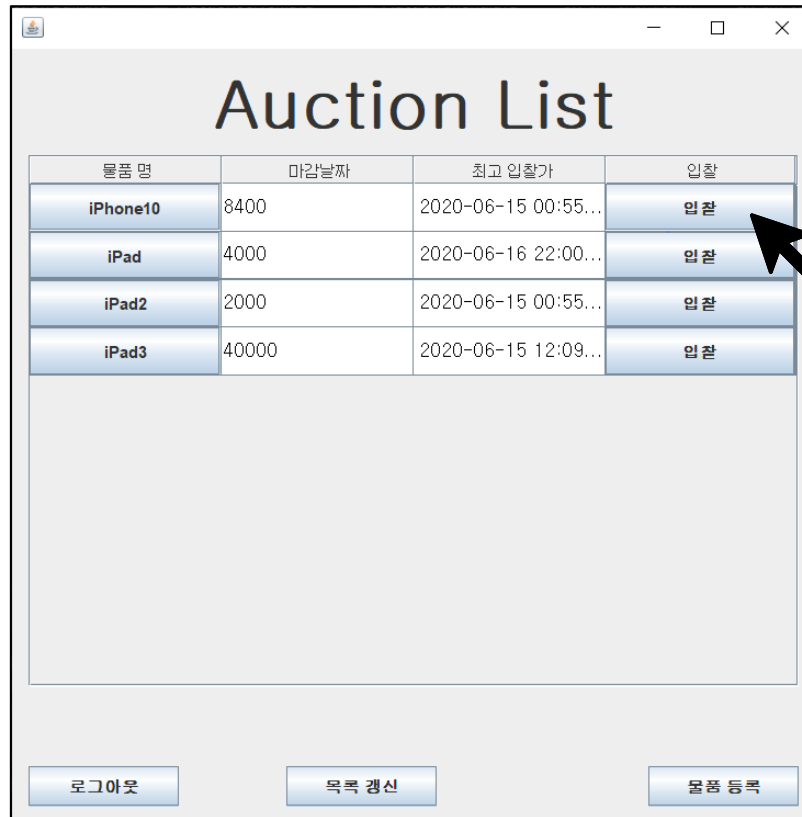 Auction List
물품 명 마감날짜 최고 입찰가 입찰
iPhone10 8400 2020-06-15 00:55... 입찰
iPad 4000 2020-06-16 22:00... 입찰
iPad2 2000 2020-06-15 00:55... 입찰
iPad3 40000 2020-06-15 12:09... 입찰
로그아웃 목록 갱신 물품 등록